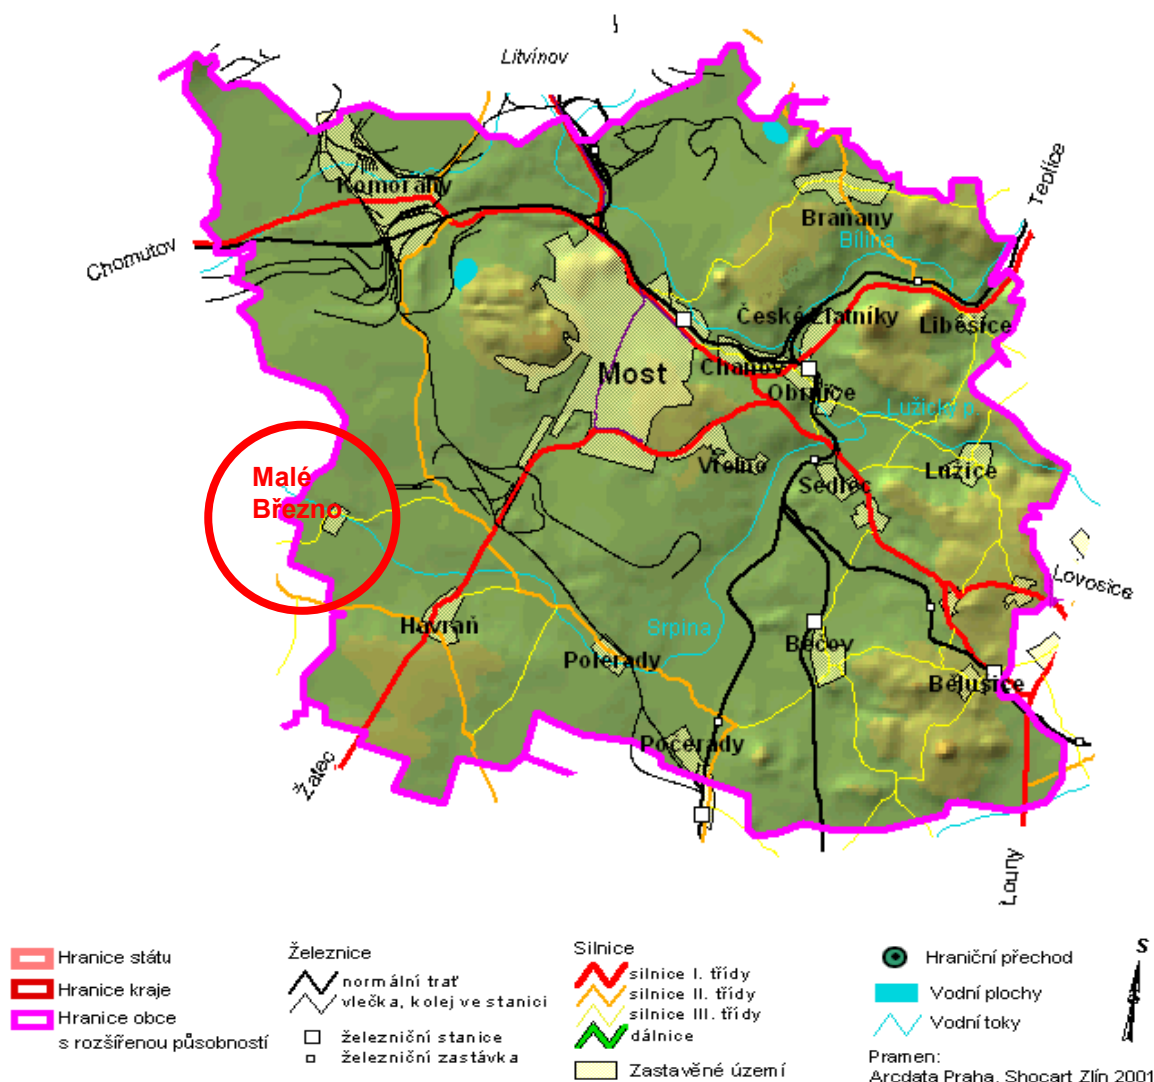 Litvínov
Teplice
Komořany
Braňany
Bílina
Chomutov
České Zlatníky
Liběšice
Most
Chanov
Obrnice
Lužický p.
Vtelno
Lužice
Malé
Březno
Sedlec
Lovosice
Havraň
Srpina
Bečov
Polerady
Bělušice
Počerady
Žatec
Louny
Hranice státu
Hranice kraje
Hranice obce
s rozšířenou působností
Železnice
normální trať
vlečka, kolej ve stanici
železniční stanice
železniční zastávka
Silnice
silnice I. třídy
silnice II. třídy
silnice III. třídy
dálnice
Zastavěné území
Hraniční přechod
Vodní plochy
Vodní toky
Pramen:
Arcdata Praha, Shocart Zlín 2001
S